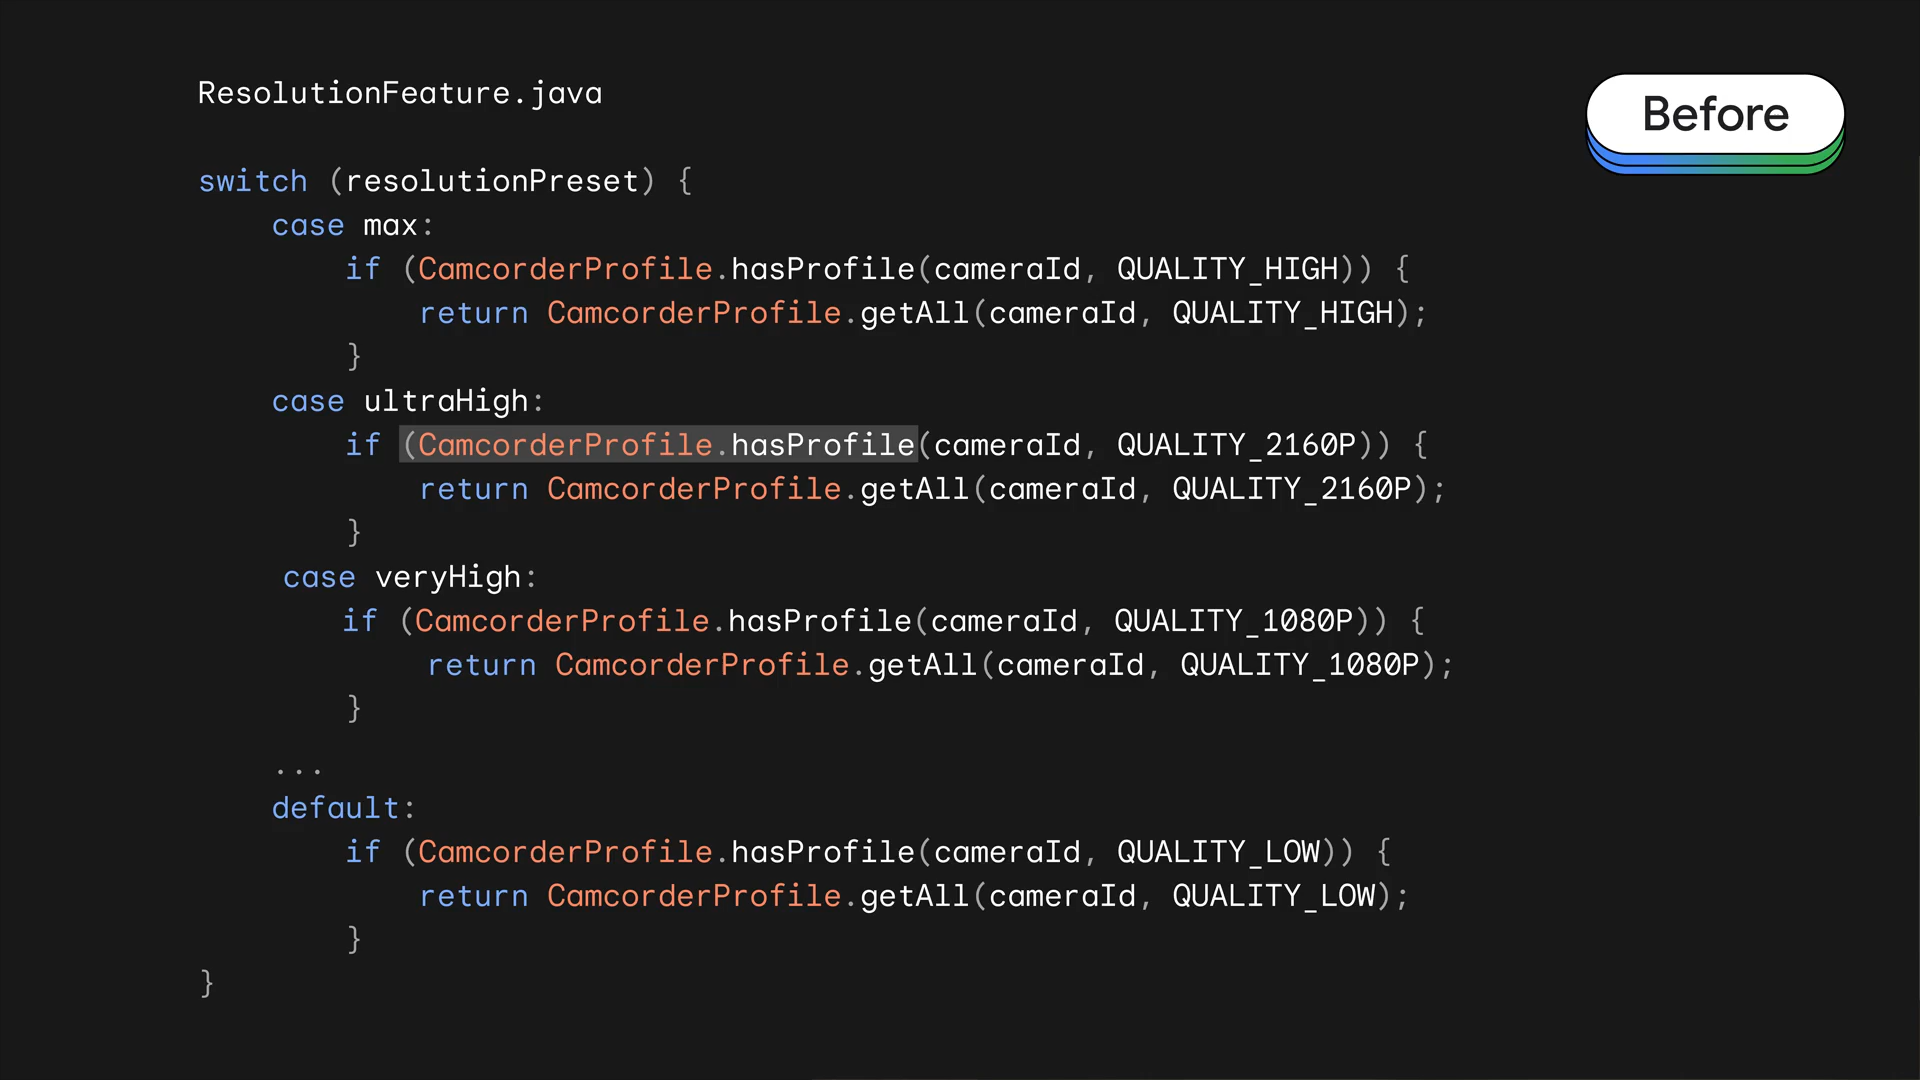 ResolutionFeature.java
Before
switch (resolutionPreset) {
case max:
if (CamcorderProfile.hasProfile(cameraId, QUALITY_HIGH)) {
return CamcorderProfile.getAll(cameraId, QUALITY_HIGH);
}
case ultraHigh:
if (CamcorderProfile.hasProfile(cameraId, QUALITY_2160P)) {
return CamcorderProfile.getAll(cameraId, QUALITY_2160P);
}
case veryHigh:
if (CamcorderProfile.hasProfile(cameraId, QUALITY_1080P)) {
return CamcorderProfile.getAll(cameraId, QUALITY_1080P);
}
...
default:
if (CamcorderProfile.hasProfile(cameraId, QUALITY_LOW)) {
return CamcorderProfile.getAll(cameraId, QUALITY_LOW);
}
}